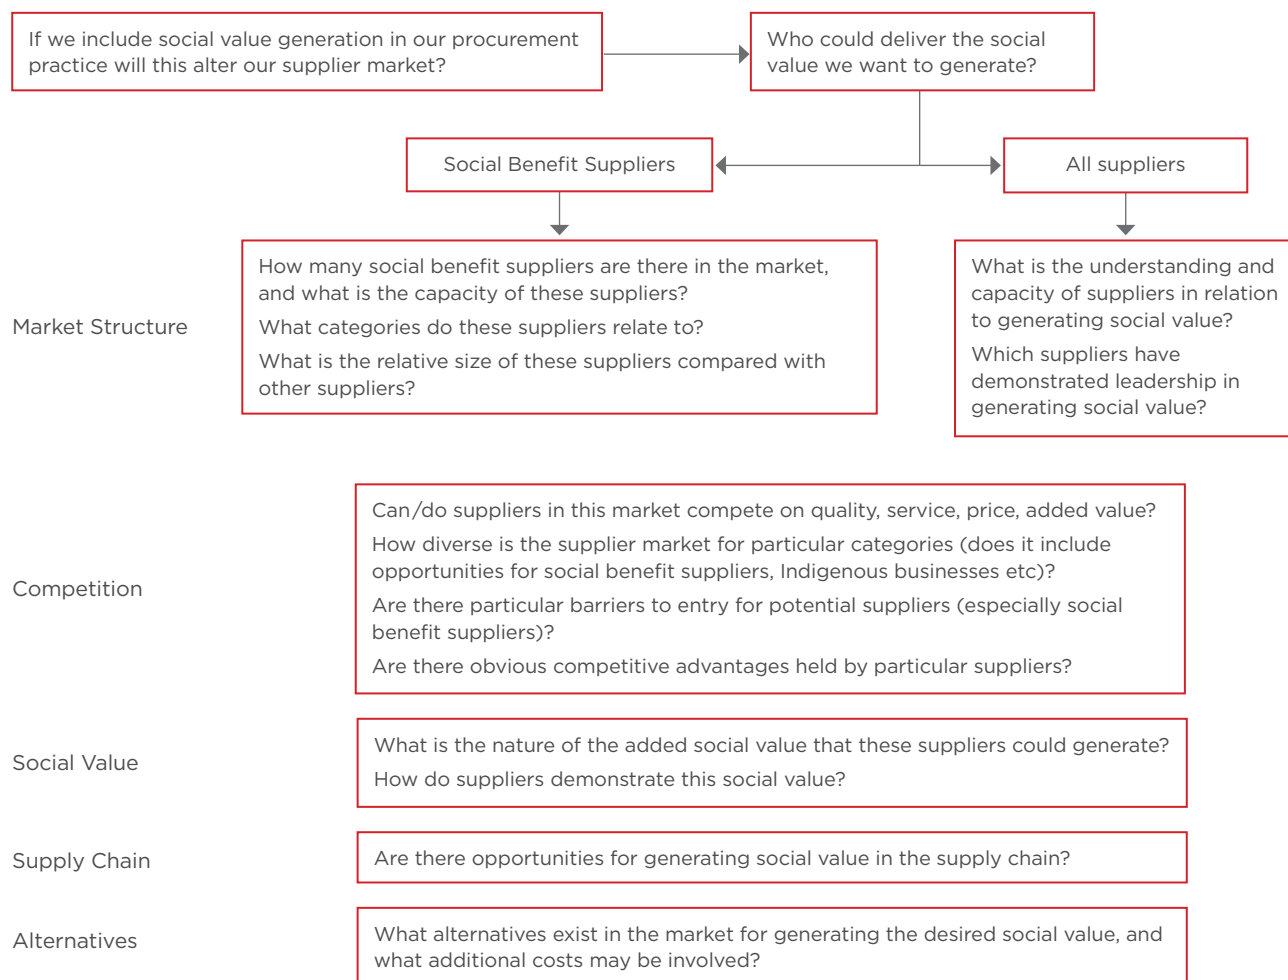 If we include social value generation in our procurement
practice will this alter our supplier market?
Who could deliver the social
value we want to generate?
Social Benefit Suppliers
All suppliers
Market Structure
How many social benefit suppliers are there in the market,
and what is the capacity of these suppliers?
What categories do these suppliers relate to?
What is the relative size of these suppliers compared with
other suppliers?
What is the understanding and
capacity of suppliers in relation
to generating social value?
Which suppliers have
demonstrated leadership in
generating social value?
Competition
Can/do suppliers in this market compete on quality, service, price, added value?
How diverse is the supplier market for particular categories (does it include
opportunities for social benefit suppliers, Indigenous businesses etc)?
Are there particular barriers to entry for potential suppliers (especially social
benefit suppliers)?
Are there obvious competitive advantages held by particular suppliers?
Social Value
What is the nature of the added social value that these suppliers could generate?
How do suppliers demonstrate this social value?
Supply Chain
Are there opportunities for generating social value in the supply chain?
Alternatives
What alternatives exist in the market for generating the desired social value, and
what additional costs may be involved?